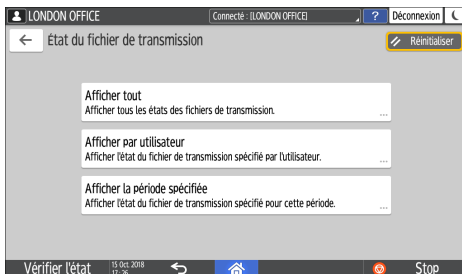 LONDON OFFICE
Connecté : [LONDON OFFICE]
?
Déconnexion
État du fichier de transmission
Réinitialiser
Afficher tout
Afficher tous les états des fichiers de transmission.
...
Afficher par utilisateur
Afficher l'état du fichier de transmission spécifié par l'utilisateur.
...
Afficher la période spécifiée
Afficher l'état du fichier de transmission spécifié pour cette période.
...
Vérifier l'état
15 Oct. 2018
17:26
Stop